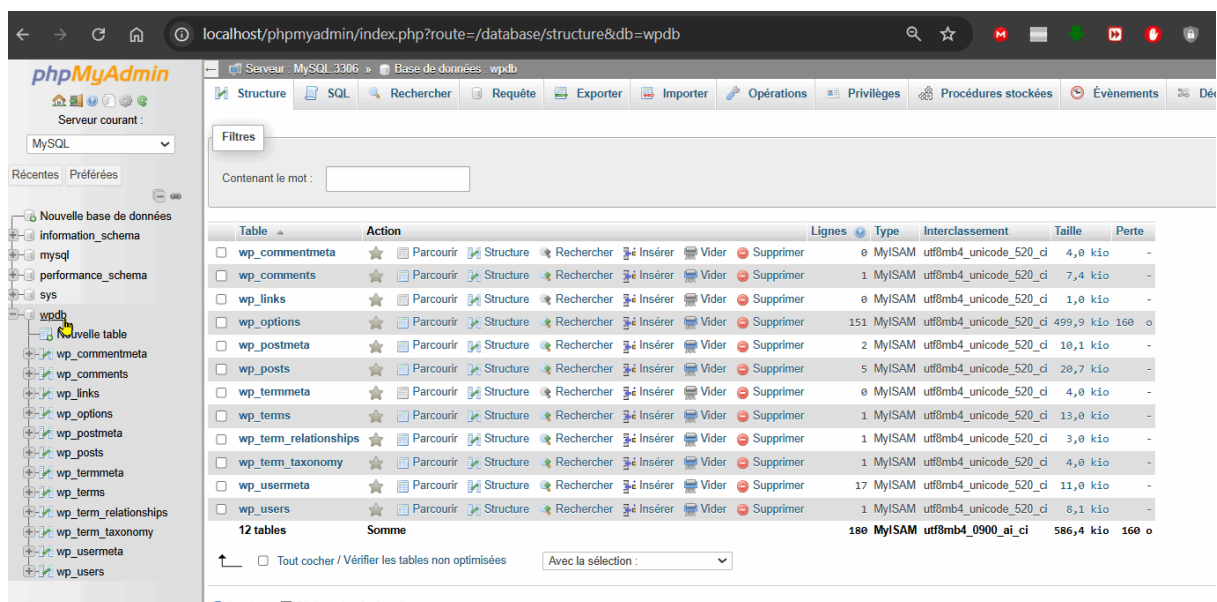 localhost/phpmyadmin/index.php?route=/database/structure&db=wpdb
phpMyAdmin
Serveur courant :
MySQL
Récentes Préférées
Nouvelle base de données
information_schema
mysql
performance_schema
sys
wpdb
Nouvelle table
wp_commentmeta
wp_comments
wp_links
wp_options
wp_postmeta
wp_posts
wp_termmeta
wp_terms
wp_term_relationships
wp_term_taxonomy
wp_usermeta
wp_users
Serveur : MySQL:3306 » Base de données : wpdb
Structure SQL Rechercher Requête Exporter Importer Opérations Privilèges Procédures stockées Évènements Déc
Filtres
Contenant le mot :
Table Action Lignes Type Interclassement Taille Perte
wp_commentmeta Parcourir Structure Rechercher Insérer Vider Supprimer 0 MyISAM utf8mb4_unicode_520_ci 4,0 kio -
wp_comments Parcourir Structure Rechercher Insérer Vider Supprimer 1 MyISAM utf8mb4_unicode_520_ci 7,4 kio -
wp_links Parcourir Structure Rechercher Insérer Vider Supprimer 0 MyISAM utf8mb4_unicode_520_ci 1,0 kio -
wp_options Parcourir Structure Rechercher Insérer Vider Supprimer 151 MyISAM utf8mb4_unicode_520_ci 499,9 kio 160 o
wp_postmeta Parcourir Structure Rechercher Insérer Vider Supprimer 2 MyISAM utf8mb4_unicode_520_ci 10,1 kio -
wp_posts Parcourir Structure Rechercher Insérer Vider Supprimer 5 MyISAM utf8mb4_unicode_520_ci 20,7 kio -
wp_termmeta Parcourir Structure Rechercher Insérer Vider Supprimer 0 MyISAM utf8mb4_unicode_520_ci 4,0 kio -
wp_terms Parcourir Structure Rechercher Insérer Vider Supprimer 1 MyISAM utf8mb4_unicode_520_ci 13,0 kio -
wp_term_relationships Parcourir Structure Rechercher Insérer Vider Supprimer 1 MyISAM utf8mb4_unicode_520_ci 3,0 kio -
wp_term_taxonomy Parcourir Structure Rechercher Insérer Vider Supprimer 1 MyISAM utf8mb4_unicode_520_ci 4,0 kio -
wp_usermeta Parcourir Structure Rechercher Insérer Vider Supprimer 17 MyISAM utf8mb4_unicode_520_ci 11,0 kio -
wp_users Parcourir Structure Rechercher Insérer Vider Supprimer 1 MyISAM utf8mb4_unicode_520_ci 8,1 kio -
12 tables Somme 180 MyISAM utf8mb4_0900_ai_ci 586,4 kio 160 o
Tout cocher / Vérifier les tables non optimisées Avec la sélection :